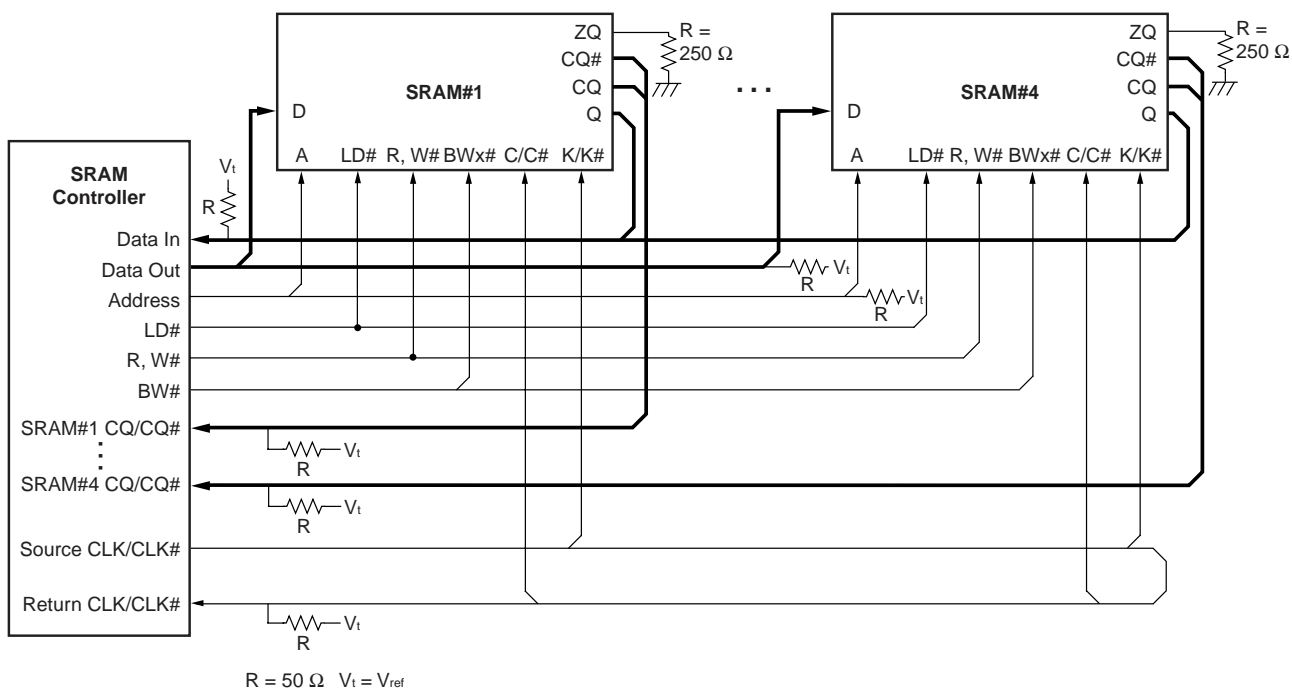 ZQ
CQ#
CQ
Q
R =
250 Ω
SRAM#1
D
A LD# R, W# BWx# C/C# K/K#
...
ZQ
CQ#
CQ
Q
R =
250 Ω
SRAM#4
D
A LD# R, W# BWx# C/C# K/K#
SRAM
Controller
Vt
R
Data In
Data Out
R Vt
Address
R Vt
LD#
R, W#
BW#
SRAM#1 CQ/CQ#
R Vt
SRAM#4 CQ/CQ#
R Vt
Source CLK/CLK#
Return CLK/CLK#
R Vt
R = 50 Ω Vt = Vref